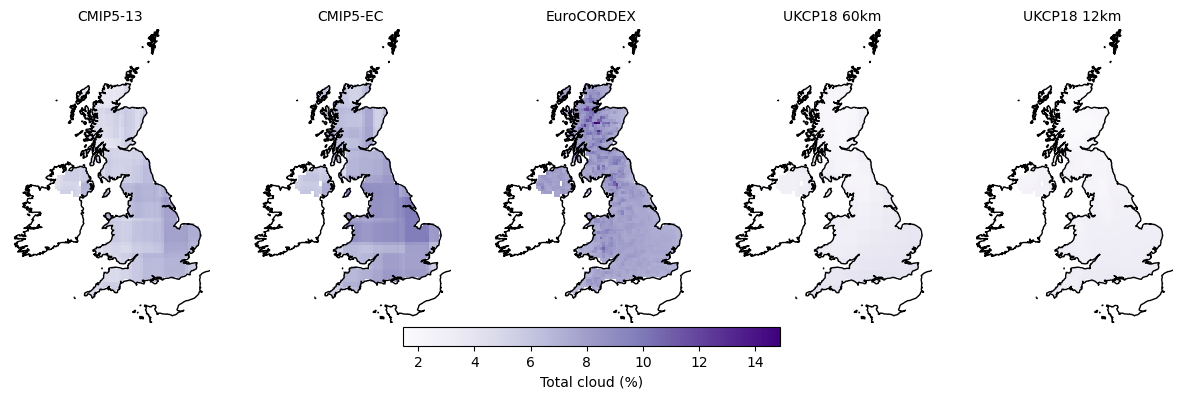 CMIP5-13
CMIP5-EC
EuroCORDEX
UKCP18 60km
UKCP18 12km
2 4 6 8 10 12 14
Total cloud (%)